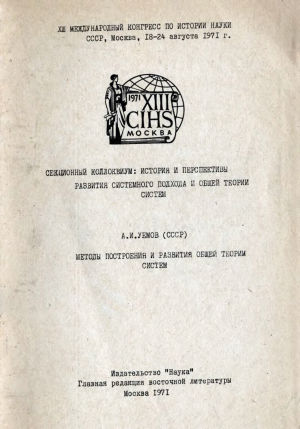 XIII МЕЖДУНАРОДНЫЙ КОНГРЕСС ПО ИСТОРИИ НАУКИ
СССР, Москва, 18-24 августа 1971 г.
1971 XIII
CIHS
МОСКВА
СЕКЦИОННЫЙ КОЛЛОКВИУМ: ИСТОРИЯ И ПЕРСПЕКТИВЫ
РАЗВИТИЯ СИСТЕМНОГО ПОДХОДА И ОБЩЕЙ ТЕОРИИ
СИСТЕМ
А.И.УЕМОВ (СССР)
МЕТОДЫ ПОСТРОЕНИЯ И РАЗВИТИЯ ОБЩЕЙ ТЕОРИИ
СИСТЕМ
Издательство "Наука"
Главная редакция восточной литературы
Москва 1971